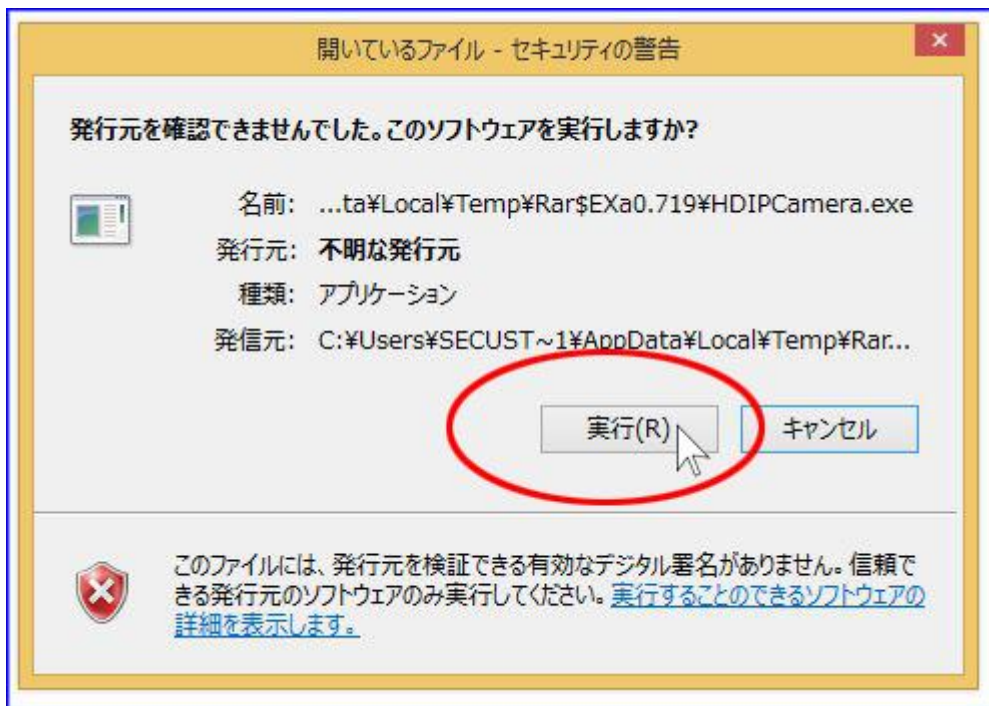 開いているファイル - セキュリティの警告
発行元を確認できませんでした。このソフトウェアを実行しますか?
名前: ...ta¥Local¥Temp¥Rar$EXa0.719¥HDIPCamera.exe
発行元: 不明な発行元
種類: アプリケーション
発信元: C:¥Users¥SECUST~1¥AppData¥Local¥Temp¥Rar...
実行(R) キャンセル
このファイルには、発行元を検証できる有効なデジタル署名がありません。信頼で
きる発行元のソフトウェアのみ実行してください。実行することのできるソフトウェアの
詳細を表示します。